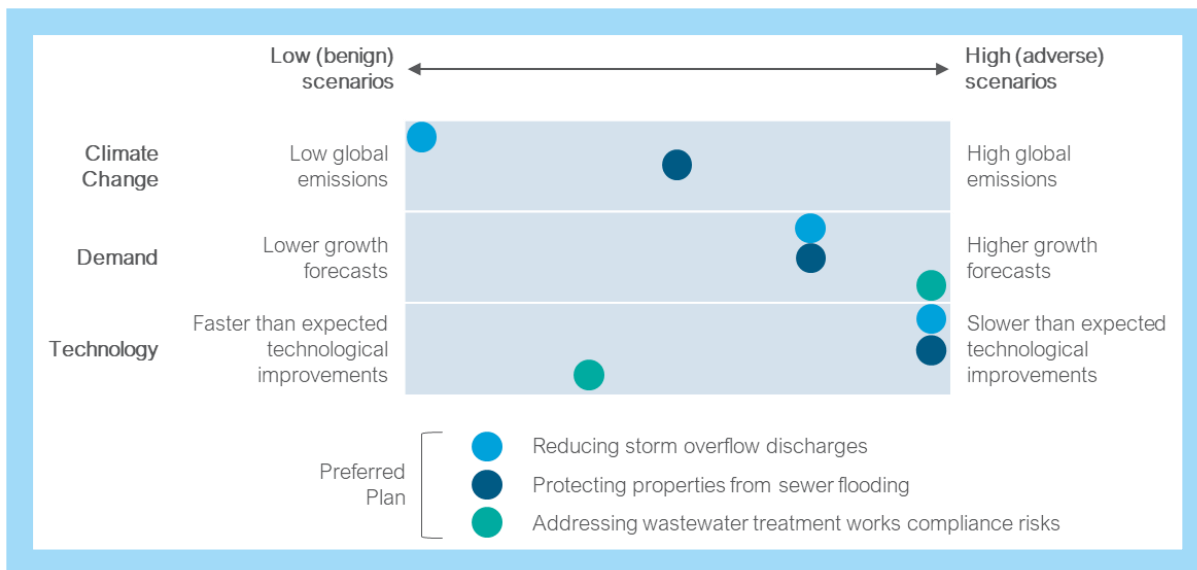 Low (benign)
scenarios
High (adverse)
scenarios
Climate
Change
Low global
emissions
High global
emissions
Demand
Lower growth
forecasts
Higher growth
forecasts
Technology
Faster than expected
technological
improvements
Slower than expected
technological
improvements
Preferred
Plan
Reducing storm overflow discharges
Protecting properties from sewer flooding
Addressing wastewater treatment works compliance risks